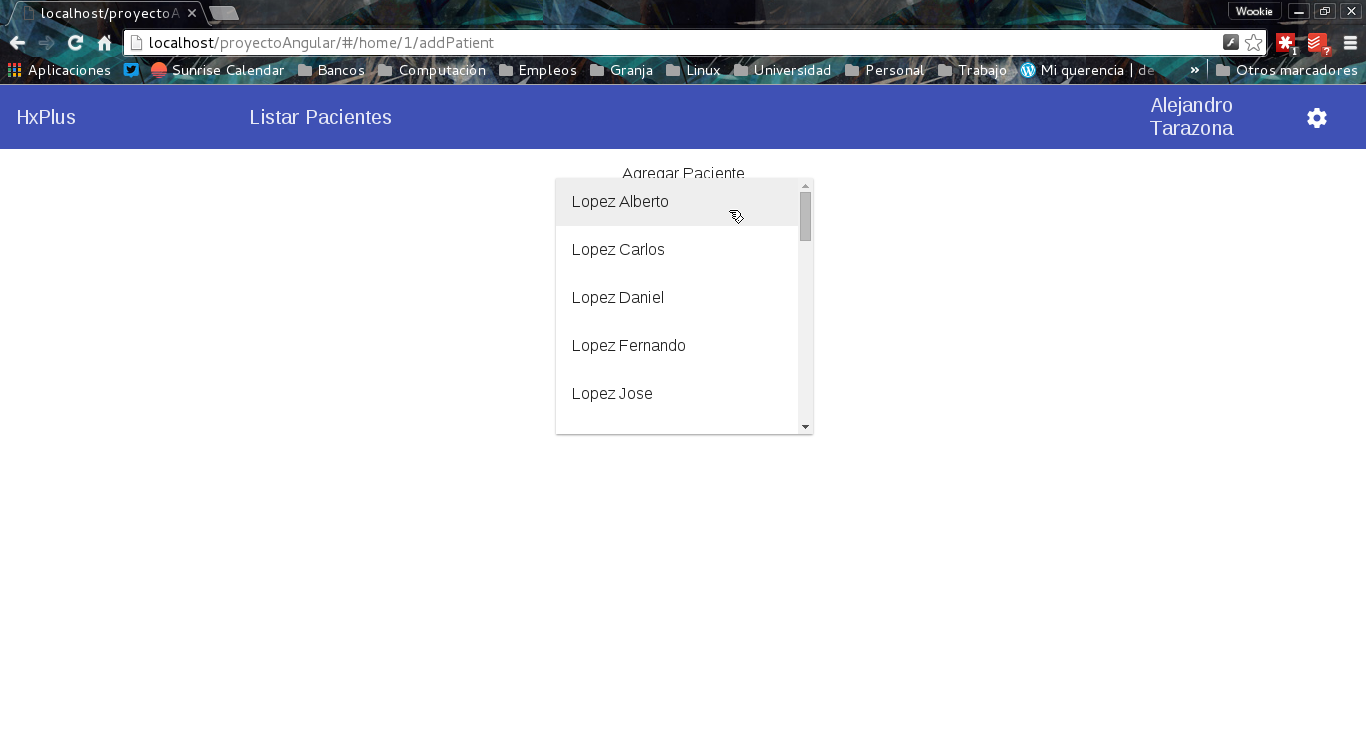 localhost/proyectoA
Wookie
localhost/proyectoAngular/#/home/1/addPatient
1
?
Aplicaciones
Sunrise Calendar
Bancos
Computación
Empleos
Granja
Linux
Universidad
Personal
Trabajo
Mi querencia | de
»
Otros marcadores
HxPlus
Listar Pacientes
Alejandro
Tarazona
Agregar Paciente
Lopez Alberto
Lopez Carlos
Lopez Daniel
Lopez Fernando
Lopez Jose